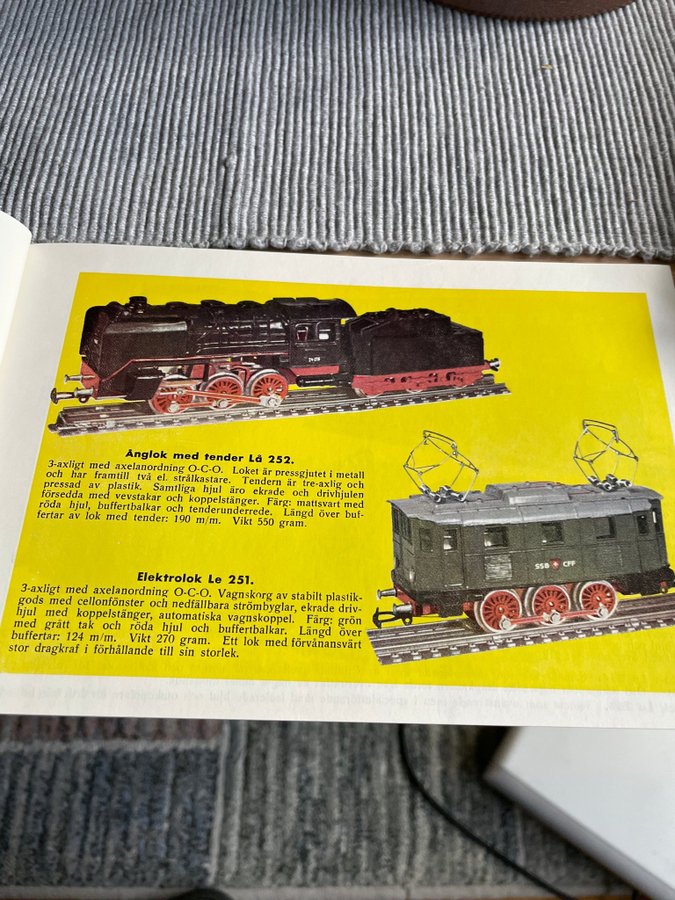 Ånglok med tender Lå 252.
3-axligt med axelanordning O-C-O. Loket är pressgjutet i metall
och har framtill två el. strålkastare. Tendern är tre-axlig och
pressad av plastik. Samtliga hjul äro ekrade och drivhjulen
försedda med vevstakar och koppelstänger. Färg: mattsvart med
röda hjul, buffertbalkar och tenderunderrede. Längd över buf-
fertar av lok med tender: 190 m/m. Vikt 550 gram.
SSB CFF
Elektrolok Le 251.
3-axligt med axelanordning O-C-O. Vagnskorg av stabilt plastik-
gods med cellonfönster och nedfällbara strömbyglar, ekrade driv-
hjul med koppelstänger, automatiska vagnskoppel. Färg: grön
med grått tak och röda hjul och buffertbalkar. Längd över
buffertar: 124 m/m. Vikt 270 gram. Ett lok med förvånansvärt
stor dragkraf i förhållande till sin storlek.